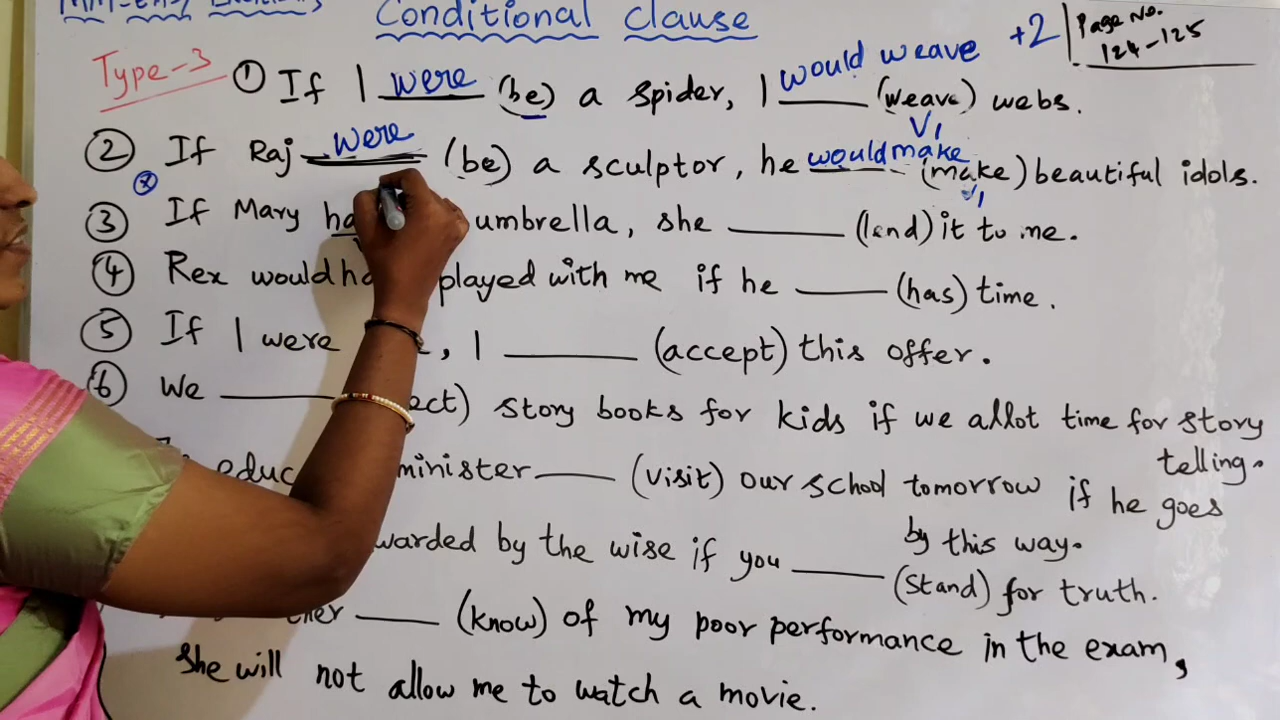 Conditional Clause
+2
Page No.
124-125
Type-3
① If I were (be) a spider, I would weave (weave) webs.
V1
② If Raj were (be) a sculptor, he would make (make) beautiful idols.
V1
③ If Mary umbrella, she ______ (lend) it to me.
④ Rex would played with me if he ______ (has) time.
⑤ If I were , I ______ (accept) this offer.
⑥ We ______ story books for kids if we allot time for story
telling.
minister ______ (visit) our school tomorrow if he goes
by this way.
by the wise if you ______ (stand) for truth.
______ (know) of my poor performance in the exam,
She will not allow me to watch a movie.